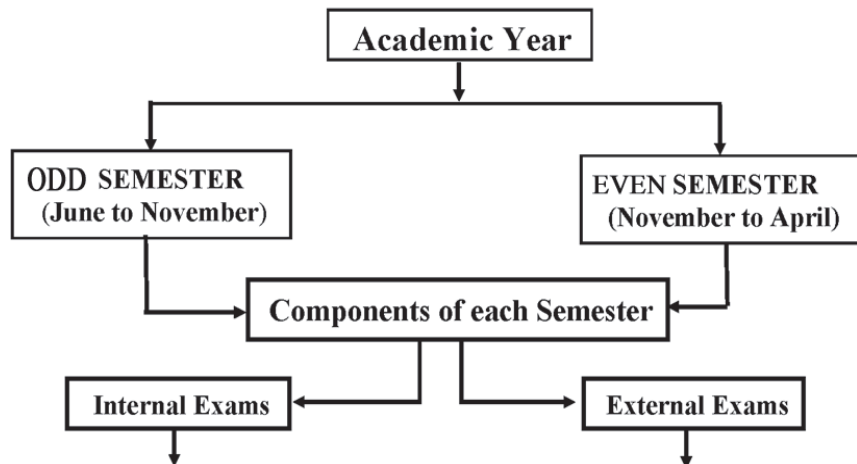 Academic Year
ODD SEMESTER
(June to November)
EVEN SEMESTER
(November to April)
Components of each Semester
Internal Exams
External Exams